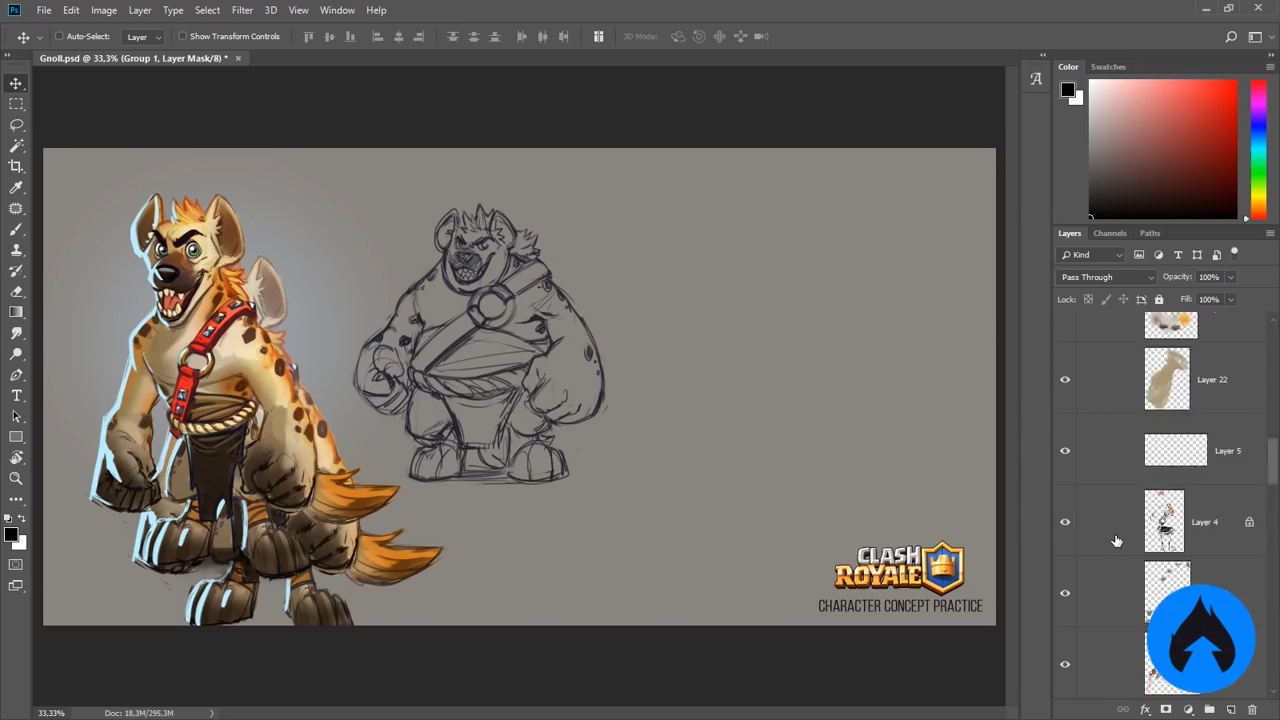 Ps File Edit Image Layer Type Select Filter 3D View Window Help
Auto-Select: Layer Show Transform Controls 3D Mode:
Gnoll.psd @ 33,3% (Group 1, Layer Mask/8) * ×
A
Color Swatches
Layers Channels Paths
Kind
Pass Through Opacity: 100%
Lock: Fill: 100%
Layer 22
Layer 5
Layer 4
T
CLASH
ROYALE
CHARACTER CONCEPT PRACTICE
33,33% Doc: 18,3M/295,3M
fx